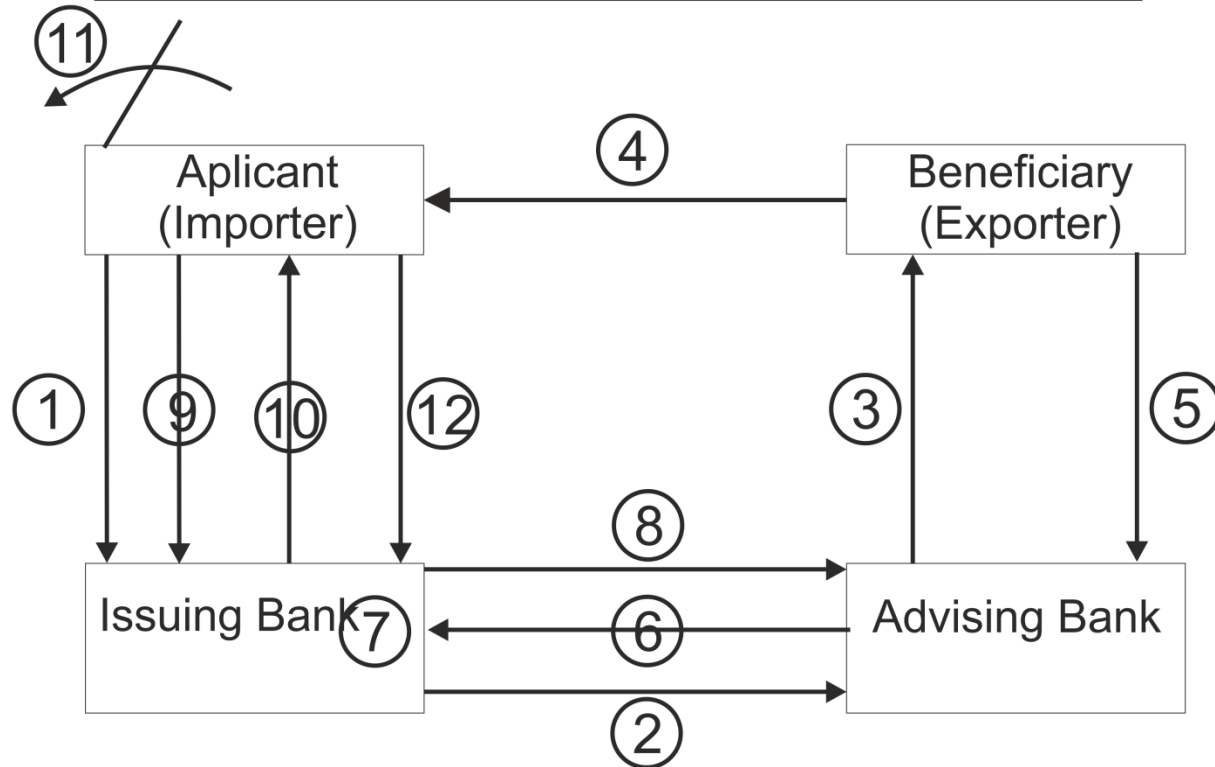 11
4
Aplicant
(Importer)
Beneficiary
(Exporter)
1
9
10
12
3
5
8
Issuing Bank
7
6
Advising Bank
2